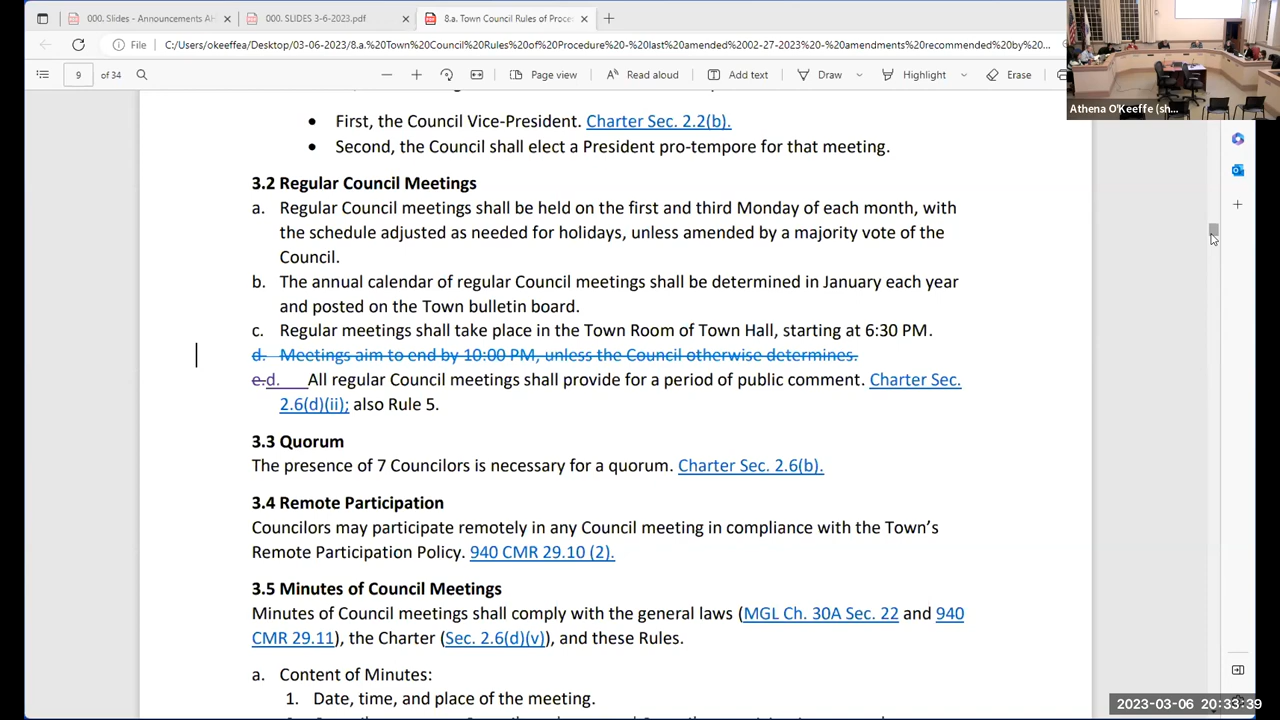 000. Slides - Announcements AH
000. SLIDES 3-6-2023.pdf
8.a. Town Council Rules of Proce
File
C:/Users/okeeffea/Desktop/03-06-2023/8.a.%20Town%20Council%20Rules%20of%20Procedure%20-%20last%20amended%2002-27-2023%20-%20amendments%20recommended%20by%...
9 of 34
Page view
Read aloud
Add text
Draw
Highlight
Erase
Athena O'Keeffe (sh...
• First, the Council Vice-President. Charter Sec. 2.2(b).
• Second, the Council shall elect a President pro-tempore for that meeting.
3.2 Regular Council Meetings
a. Regular Council meetings shall be held on the first and third Monday of each month, with
the schedule adjusted as needed for holidays, unless amended by a majority vote of the
Council.
b. The annual calendar of regular Council meetings shall be determined in January each year
and posted on the Town bulletin board.
c. Regular meetings shall take place in the Town Room of Town Hall, starting at 6:30 PM.
d. Meetings aim to end by 10:00 PM, unless the Council otherwise determines.
e.d. All regular Council meetings shall provide for a period of public comment. Charter Sec.
2.6(d)(ii); also Rule 5.
3.3 Quorum
The presence of 7 Councilors is necessary for a quorum. Charter Sec. 2.6(b).
3.4 Remote Participation
Councilors may participate remotely in any Council meeting in compliance with the Town's
Remote Participation Policy. 940 CMR 29.10 (2).
3.5 Minutes of Council Meetings
Minutes of Council meetings shall comply with the general laws (MGL Ch. 30A Sec. 22 and 940
CMR 29.11), the Charter (Sec. 2.6(d)(v)), and these Rules.
a. Content of Minutes:
1. Date, time, and place of the meeting.
2023-03-06 20:33:39